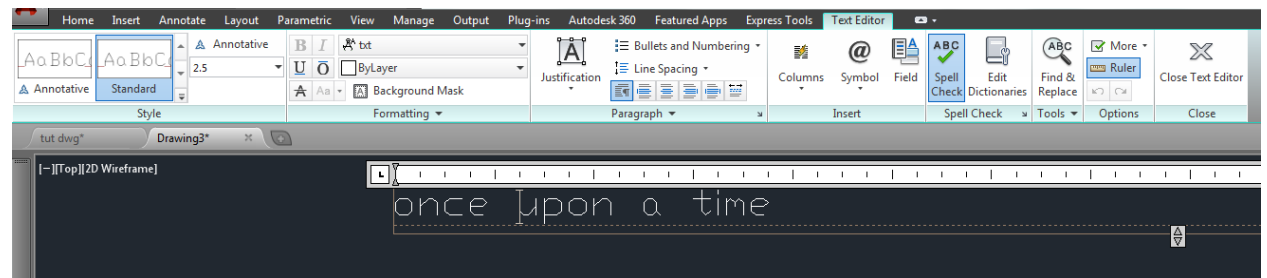 Home Insert Annotate Layout Parametric View Manage Output Plug-ins Autodesk 360 Featured Apps Express Tools Text Editor
AaBbC AaBbC Annotative B I txt A Bullets and Numbering @ ABC ABC More
2.5 U O ByLayer Justification Line Spacing Columns Symbol Field Spell Check Edit Dictionaries Find & Replace Ruler Close Text Editor
Annotative Standard A Aa A Background Mask
Style Formatting Paragraph Insert Spell Check Tools Options Close
tut dwg* Drawing3*
[−][Top][2D Wireframe]
L
once upon a time